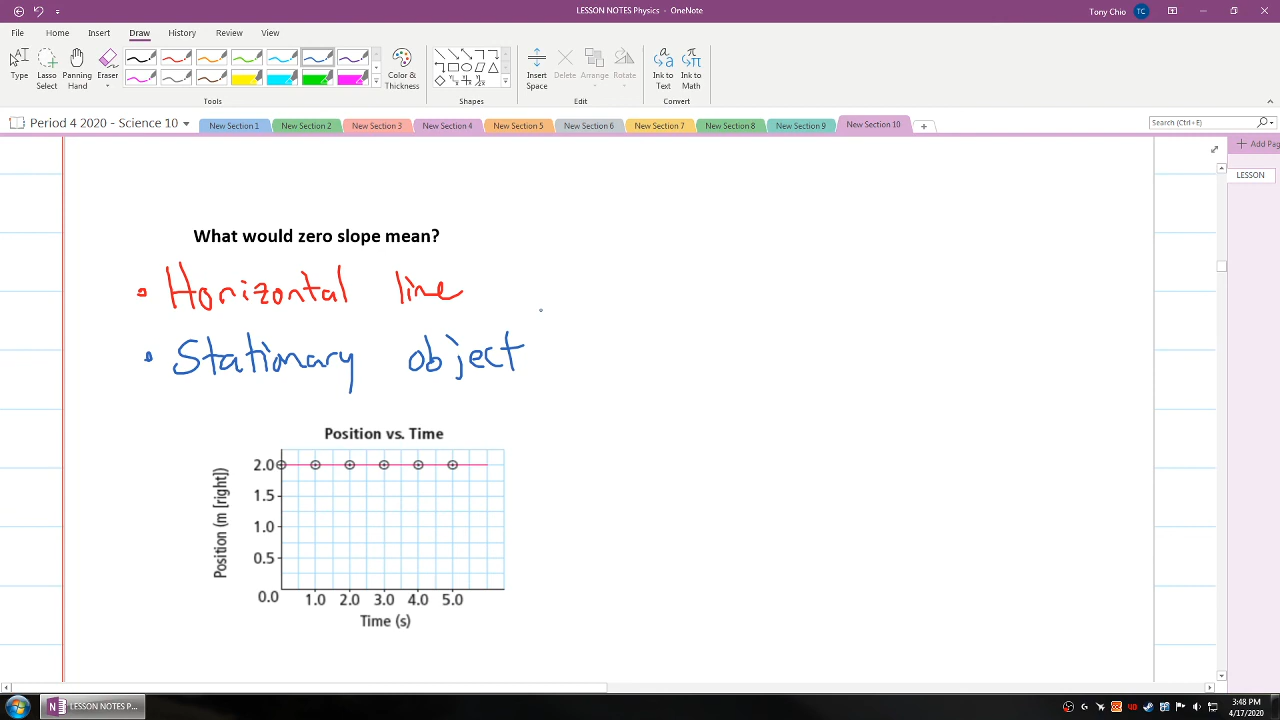 LESSON NOTES Physics - OneNote
Tony Chio TC
File Home Insert Draw History Review View
Type
Lasso Select
Panning Hand
Eraser
Color & Thickness
Insert Space
Delete
Arrange
Rotate
Ink to Text
Ink to Math
Tools Shapes Edit Convert
Period 4 2020 - Science 10 New Section 1 New Section 2 New Section 3 New Section 4 New Section 5 New Section 6 New Section 7 New Section 8 New Section 9 New Section 10 Search (Ctrl+E)
Add Pag
LESSON
What would zero slope mean?
• Horizontal line
• Stationary object
Position vs. Time
Position (m [right])
2.0
1.5
1.0
0.5
0.0 1.0 2.0 3.0 4.0 5.0
Time (s)
LESSON NOTES P...
3:48 PM
4/17/2020